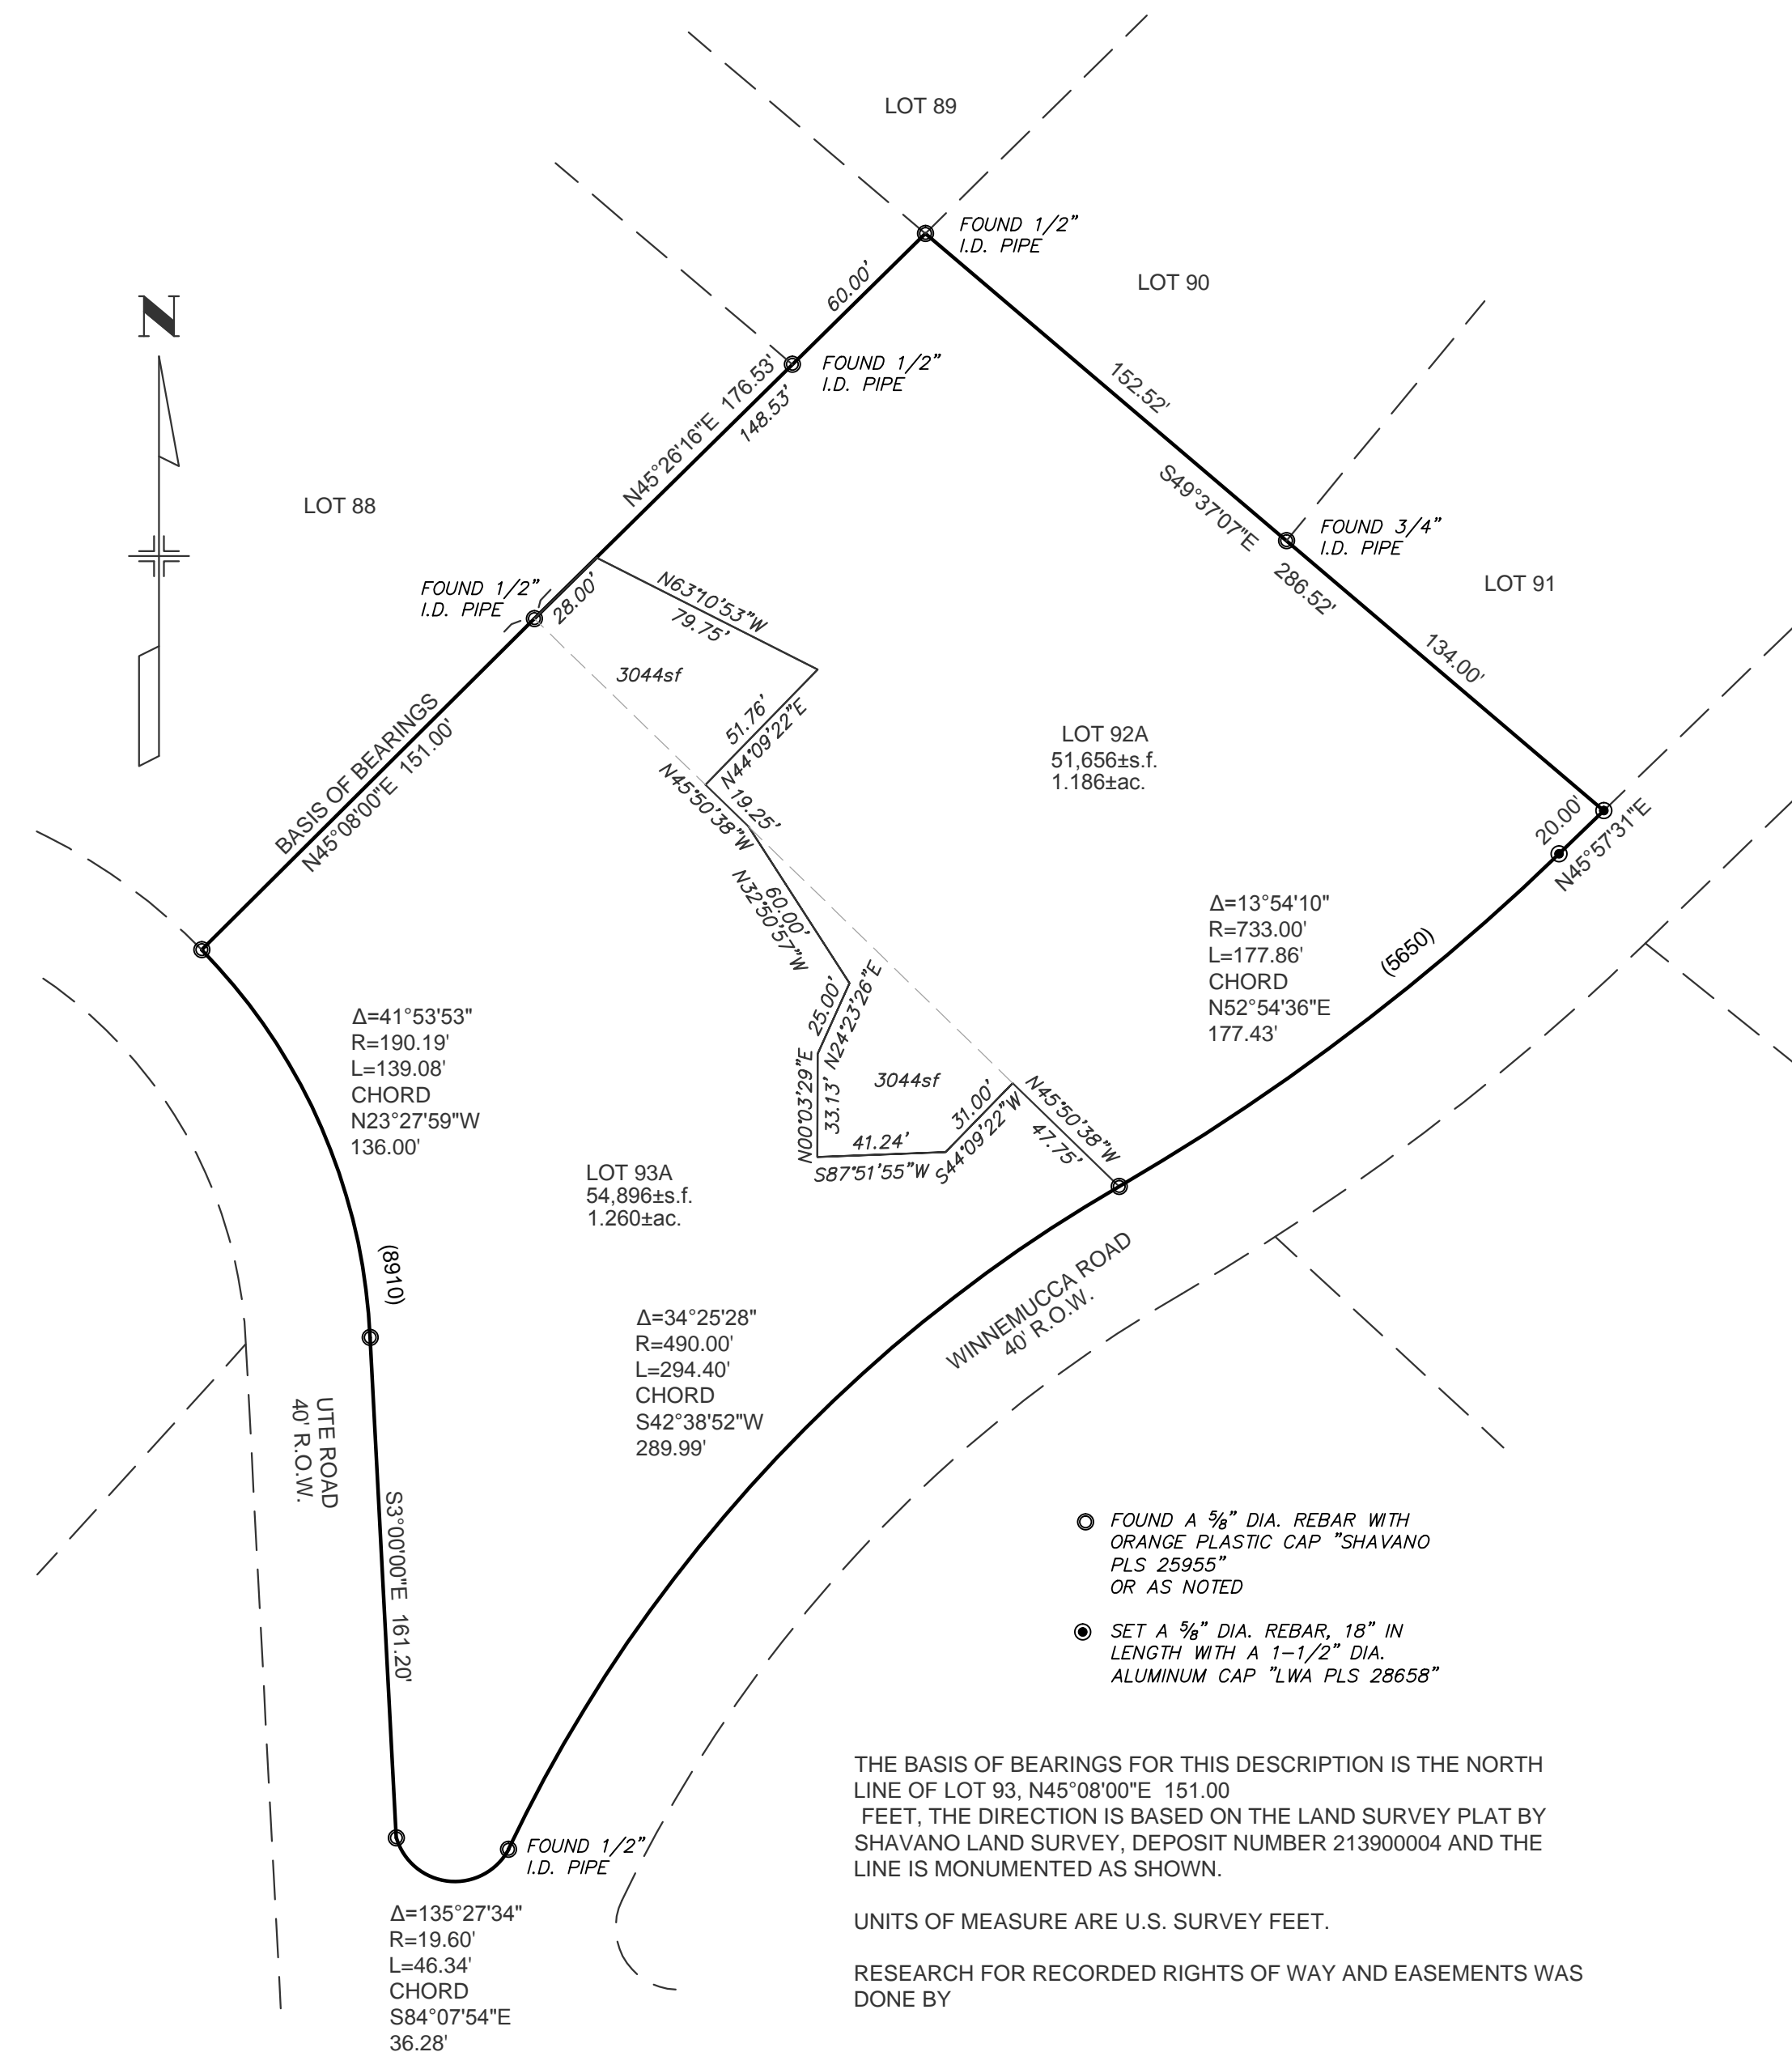 LOT 89
FOUND 1/2"
I.D. PIPE
LOT 90
60.00'
N
FOUND 1/2"
I.D. PIPE
N45°26'16"E 176.53'
148.53'
152.52'
S49°37'07"E
286.52'
LOT 88
FOUND 3/4"
I.D. PIPE
LOT 91
134.00'
FOUND 1/2"
I.D. PIPE
28.00'
N63°10'53"W
79.75'
3044sf
51.76'
N44°09'22"E
BASIS OF BEARINGS
N45°08'00"E 151.00'
N45°50'38"W
19.25'
LOT 92A
51,656±s.f.
1.186±ac.
20.00'
N45°57'31"E
60.00'
N32°50'57"W
Δ=13°54'10"
R=733.00'
L=177.86'
CHORD
N52°54'36"E
177.43'
(5650)
25.00'
N24°23'26"E
Δ=41°53'53"
R=190.19'
L=139.08'
CHORD
N23°27'59"W
136.00'
N00°03'29"E
33.13'
3044sf
31.00'
S44°09'22"W
41.24'
S87°51'55"W
N45°50'38"W
47.75'
LOT 93A
54,896±s.f.
1.260±ac.
(8910)
WINNEMUCCA ROAD
40' R.O.W.
Δ=34°25'28"
R=490.00'
L=294.40'
CHORD
S42°38'52"W
289.99'
UTE ROAD
40' R.O.W.
S3°00'00"E 161.20'
FOUND A 5/8" DIA. REBAR WITH
ORANGE PLASTIC CAP "SHAVANO
PLS 25955"
OR AS NOTED
SET A 5/8" DIA. REBAR, 18" IN
LENGTH WITH A 1-1/2" DIA.
ALUMINUM CAP "LWA PLS 28658"
FOUND 1/2"
I.D. PIPE
Δ=135°27'34"
R=19.60'
L=46.34'
CHORD
S84°07'54"E
36.28'
THE BASIS OF BEARINGS FOR THIS DESCRIPTION IS THE NORTH
LINE OF LOT 93, N45°08'00"E 151.00
FEET, THE DIRECTION IS BASED ON THE LAND SURVEY PLAT BY
SHAVANO LAND SURVEY, DEPOSIT NUMBER 213900004 AND THE
LINE IS MONUMENTED AS SHOWN.
UNITS OF MEASURE ARE U.S. SURVEY FEET.
RESEARCH FOR RECORDED RIGHTS OF WAY AND EASEMENTS WAS
DONE BY